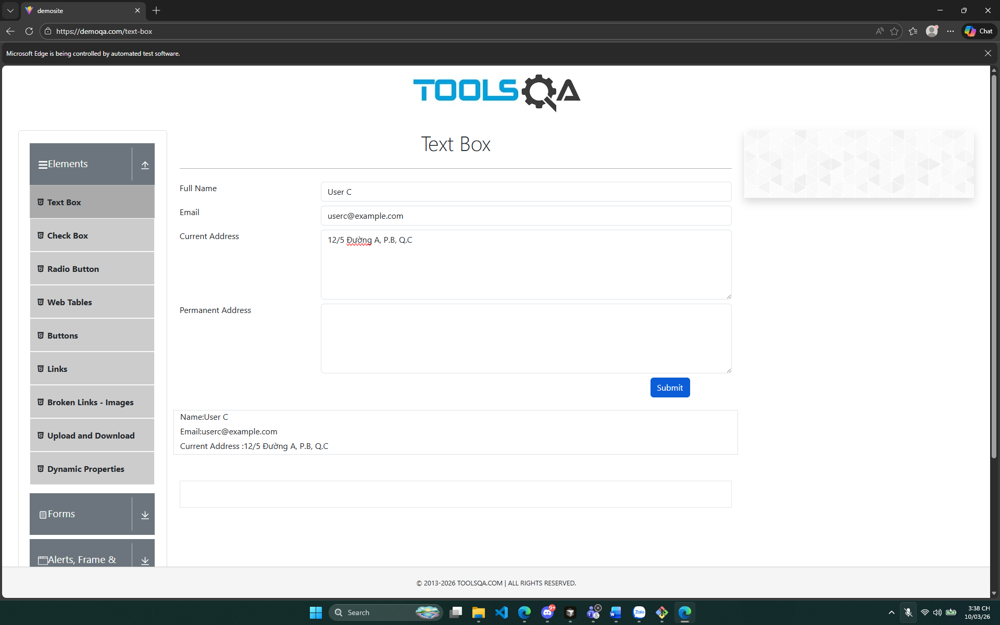 demosite
https://demoqa.com/text-box
Chat
Microsoft Edge is being controlled by automated test software.
TOOLSQA
Text Box
Elements
Text Box
Check Box
Radio Button
Web Tables
Buttons
Links
Broken Links - Images
Upload and Download
Dynamic Properties
Forms
Alerts, Frame &
Full Name
User C
Email
userc@example.com
Current Address
12/5 Đường A, P.B, Q.C
Permanent Address
Submit
Name:User C
Email:userc@example.com
Current Address :12/5 Đường A, P.B, Q.C
© 2013-2026 TOOLSQA.COM | ALL RIGHTS RESERVED.
Search
9+
Zalo
3:38 CH
10/03/26